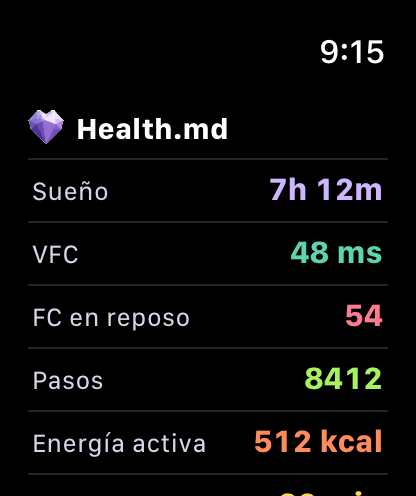 9:15
Health.md
Sueño 7h 12m
VFC 48 ms
FC en reposo 54
Pasos 8412
Energía activa 512 kcal